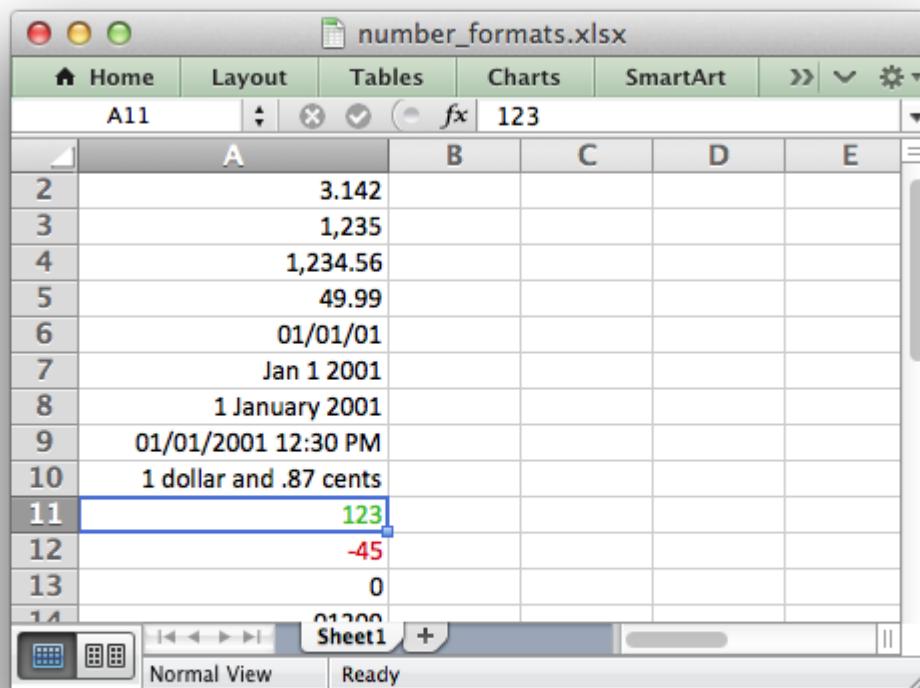 number_formats.xlsx
Home Layout Tables Charts SmartArt
A11 fx 123
A B C D E
2 3.142
3 1,235
4 1,234.56
5 49.99
6 01/01/01
7 Jan 1 2001
8 1 January 2001
9 01/01/2001 12:30 PM
10 1 dollar and .87 cents
11 123
12 -45
13 0
14
Sheet1
Normal View Ready